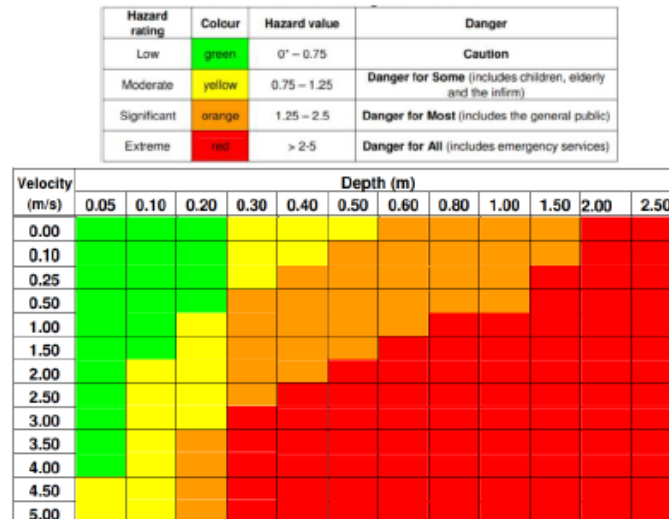 Hazard rating Colour Hazard value Danger
Low green 0* – 0.75 Caution
Moderate yellow 0.75 – 1.25 Danger for Some (includes children, elderly and the infirm)
Significant orange 1.25 – 2.5 Danger for Most (includes the general public)
Extreme red > 2-5 Danger for All (includes emergency services)
Velocity (m/s) Depth (m)
0.05 0.10 0.20 0.30 0.40 0.50 0.60 0.80 1.00 1.50 2.00 2.50
0.00
0.10
0.25
0.50
1.00
1.50
2.00
2.50
3.00
3.50
4.00
4.50
5.00